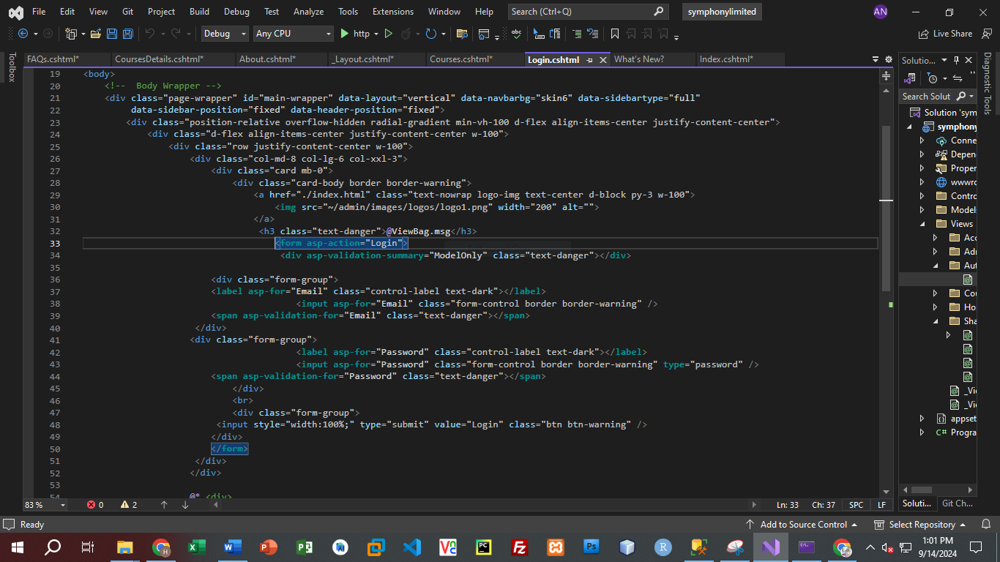 File Edit View Git Project Build Debug Test Analyze Tools Extensions Window Help Search (Ctrl+Q) symphonylimited AN
Debug Any CPU http Live Share
Toolbox
FAQs.cshtml* CoursesDetails.cshtml* About.cshtml* _Layout.cshtml* Courses.cshtml* Login.cshtml What's New? Index.cshtml*
19 <body>
20 <!-- Body Wrapper -->
21 <div class="page-wrapper" id="main-wrapper" data-layout="vertical" data-navbarbg="skin6" data-sidebartype="full"
22 data-sidebar-position="fixed" data-header-position="fixed">
23 <div class="position-relative overflow-hidden radial-gradient min-vh-100 d-flex align-items-center justify-content-center">
24 <div class="d-flex align-items-center justify-content-center w-100">
25 <div class="row justify-content-center w-100">
26 <div class="col-md-8 col-lg-6 col-xxl-3">
27 <div class="card mb-0">
28 <div class="card-body border border-warning">
29 <a href="./index.html" class="text-nowrap logo-img text-center d-block py-3 w-100">
30 <img src="~/admin/images/logos/logo1.png" width="200" alt="">
31 </a>
32 <h3 class="text-danger">@ViewBag.msg</h3>
33 <form asp-action="Login">
34 <div asp-validation-summary="ModelOnly" class="text-danger"></div>
35
36 <div class="form-group">
37 <label asp-for="Email" class="control-label text-dark"></label>
38 <input asp-for="Email" class="form-control border border-warning" />
39 <span asp-validation-for="Email" class="text-danger"></span>
40 </div>
41 <div class="form-group">
42 <label asp-for="Password" class="control-label text-dark"></label>
43 <input asp-for="Password" class="form-control border border-warning" type="password" />
44 <span asp-validation-for="Password" class="text-danger"></span>
45 </div>
46 <br>
47 <div class="form-group">
48 <input style="width:100%;" type="submit" value="Login" class="btn btn-warning" />
49 </div>
50 </form>
51 </div>
52 </div>
53
54 @* <div>
83 % 0 2 Ln: 33 Ch: 37 SPC LF
Solutio...
Search Solut
Solution 'sym
symphony
Conne
Depen
Proper
wwwro
Contro
Models
Views
Acc
Adr
Aut
Cou
Ho
Sha
_Vi
_Vi
appset
C# Progra
Soluti... Git Ch...
Diagnostic Tools
Ready Add to Source Control Select Repository
1:01 PM
9/14/2024